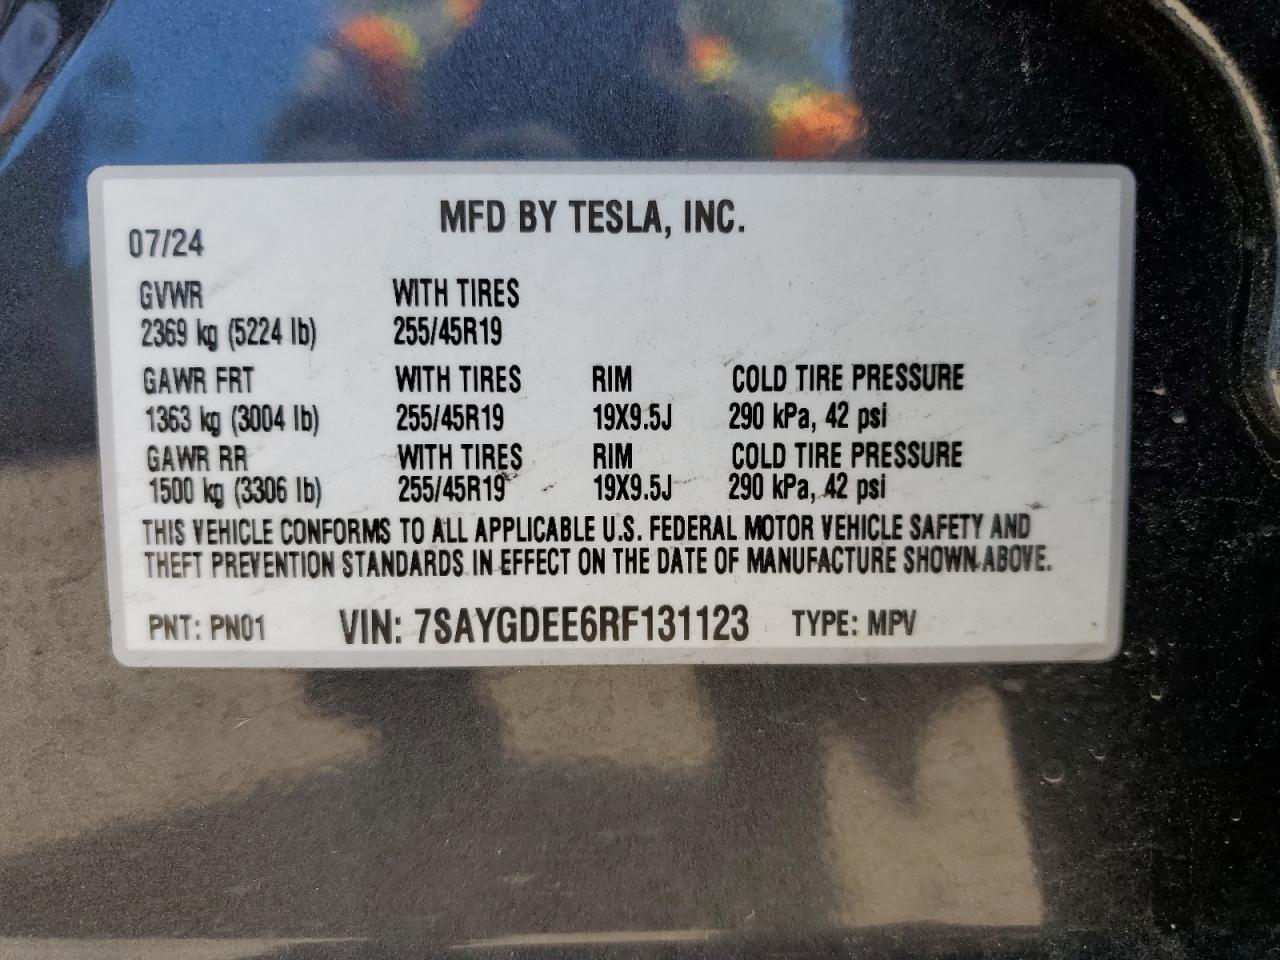 MFD BY TESLA, INC.
07/24
GVWR WITH TIRES
2369 kg (5224 lb) 255/45R19
GAWR FRT WITH TIRES RIM COLD TIRE PRESSURE
1363 kg (3004 lb) 255/45R19 19X9.5J 290 kPa, 42 psi
GAWR RR WITH TIRES RIM COLD TIRE PRESSURE
1500 kg (3306 lb) 255/45R19 19X9.5J 290 kPa, 42 psi
THIS VEHICLE CONFORMS TO ALL APPLICABLE U.S. FEDERAL MOTOR VEHICLE SAFETY AND
THEFT PREVENTION STANDARDS IN EFFECT ON THE DATE OF MANUFACTURE SHOWN ABOVE.
PNT: PN01 VIN: 7SAYGDEE6RF131123 TYPE: MPV